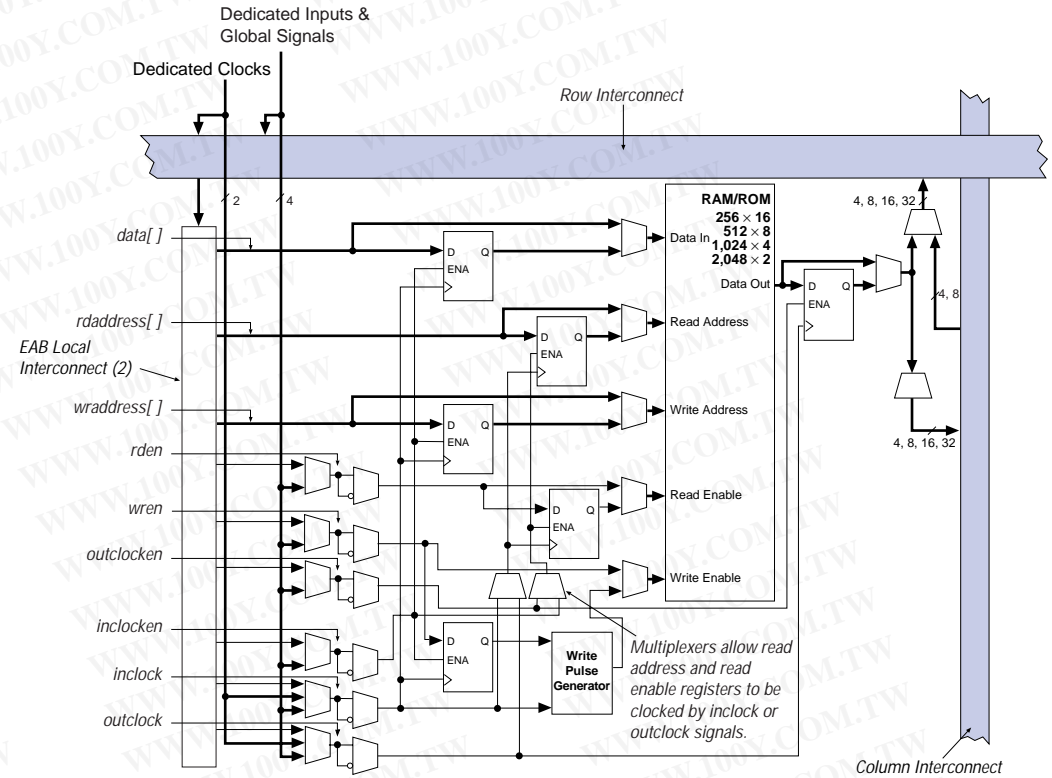 Dedicated Inputs &
Global Signals
Dedicated Clocks
Row Interconnect
2
4
4, 8, 16, 32
data[ ]
D Q
ENA
Data In
RAM/ROM
256 × 16
512 × 8
1,024 × 4
2,048 × 2
Data Out
D Q
ENA
4, 8
rdaddress[ ]
D Q
ENA
Read Address
EAB Local
Interconnect (2)
wraddress[ ]
D Q
ENA
Write Address
4, 8, 16, 32
rden
D Q
ENA
Read Enable
wren
outclocken
Write Enable
inclocken
D Q
ENA
Write
Pulse
Generator
Multiplexers allow read
address and read
enable registers to be
clocked by inclock or
outclock signals.
inclock
outclock
Column Interconnect
WWW.100Y.COM.TW